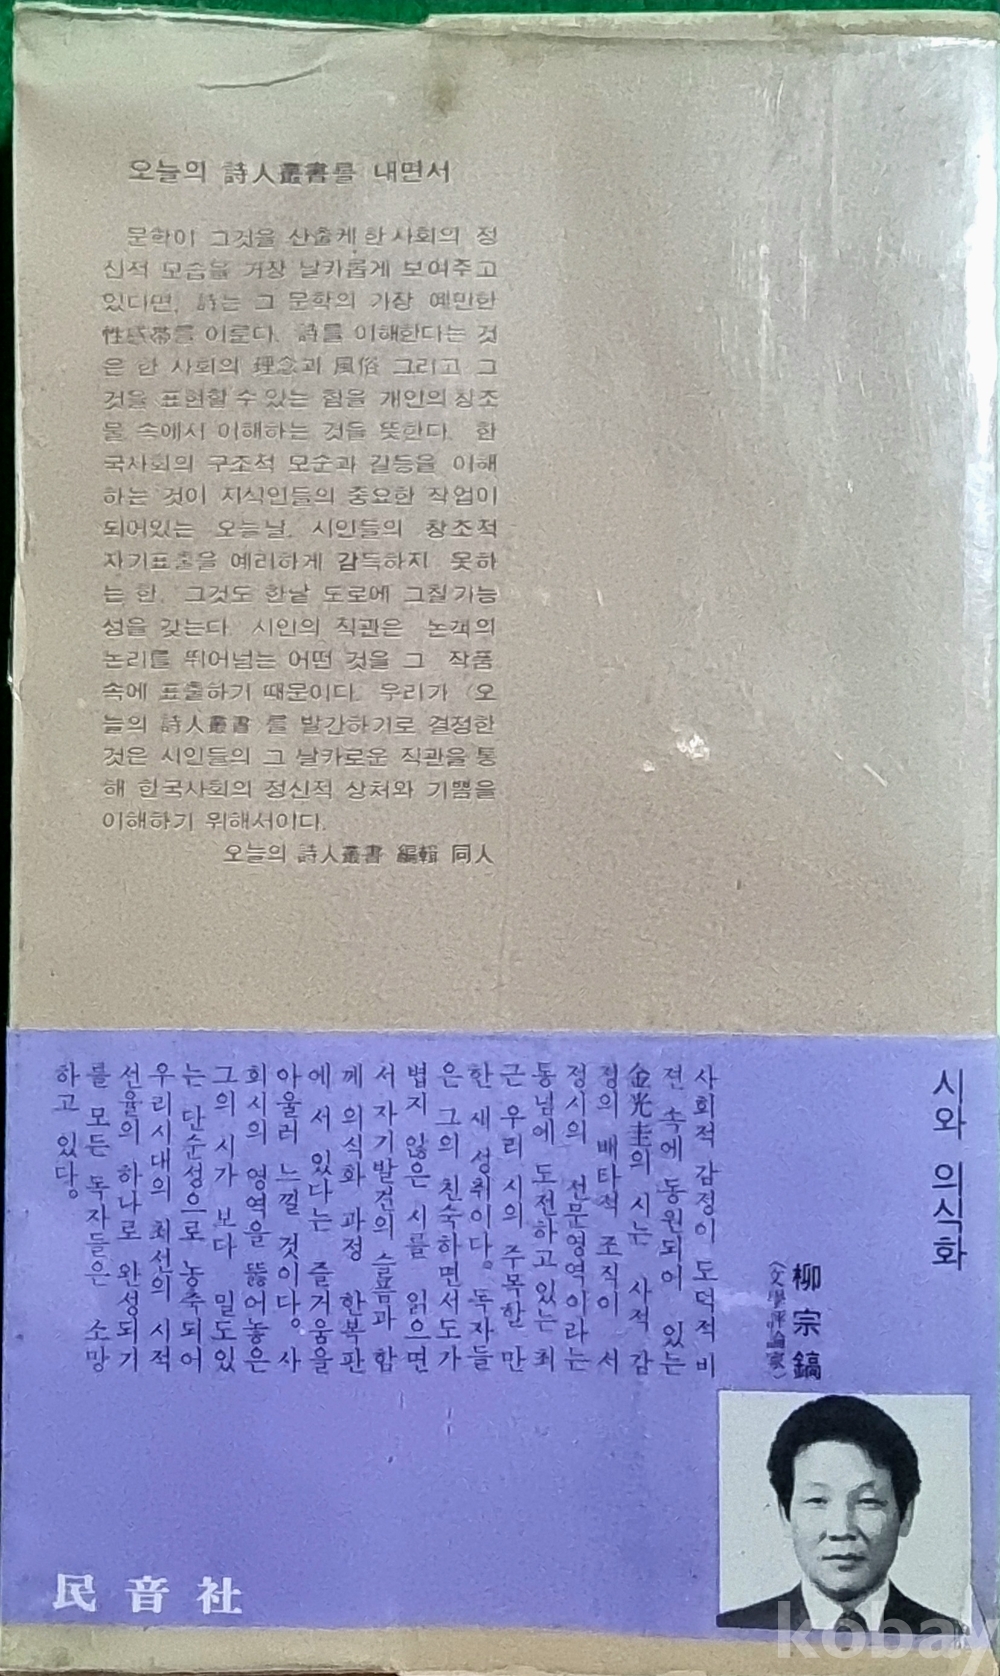 오늘의 詩人叢書를 내면서
문학이 그것을 산출케한 사회의 정
신적 모습을 가장 날카롭게 보여주고
있다면, 詩는 그 문학의 가장 예민한
性感帶를 이룬다. 詩를 이해한다는 것
은 한 사회의 理念과 風俗 그리고 그
것을 표현할 수 있는 힘을 개인의 창조
물 속에서 이해하는 것을 뜻한다. 한
국사회의 구조적 모순과 갈등을 이해
하는 것이 지식인들의 중요한 작업이
되어있는 오늘날, 시인들의 창조적
자기표출을 예리하게 감득하지 못하
는 한, 그것도 한낱 도로에 그칠 가능
성을 갖는다. 시인의 직관은 논객의
논리를 뛰어넘는 어떤 것을 그 작품
속에 표출하기 때문이다. 우리가 〈오
늘의 詩人叢書〉를 발간하기로 결정한
것은 시인들의 그 날카로운 직관을 통
해 한국사회의 정신적 상처와 기쁨을
이해하기 위해서이다.
오늘의 詩人叢書 編輯 同人
시와 의식화
柳宗鎬
〈文學評論家〉
사회적 감정이 도덕적 비
젼 속에 동원되어 있는
金光圭의 시는 사적 감
정의 배타적 조직이 서
정시의 전문영역이라는
통념에 도전하고 있는 최
근 우리 시의 주목할 만
한 새 성취이다. 독자들
은 그의 친숙하면서도 가
볍지 않은 시를 읽으면
서 자기발견의 슬픔과 함
께 의식화 과정 한복판
에 서 있다는 즐거움을
아울러 느낄 것이다. 사
회시의 영역을 뚫어놓은
그의 시가 보다 밀도있
는 단순성으로 농축되어
우리시대의 최선의 시적
선율의 하나로 완성되기
를 모든 독자들은 소망
하고 있다.
民音社
kobay